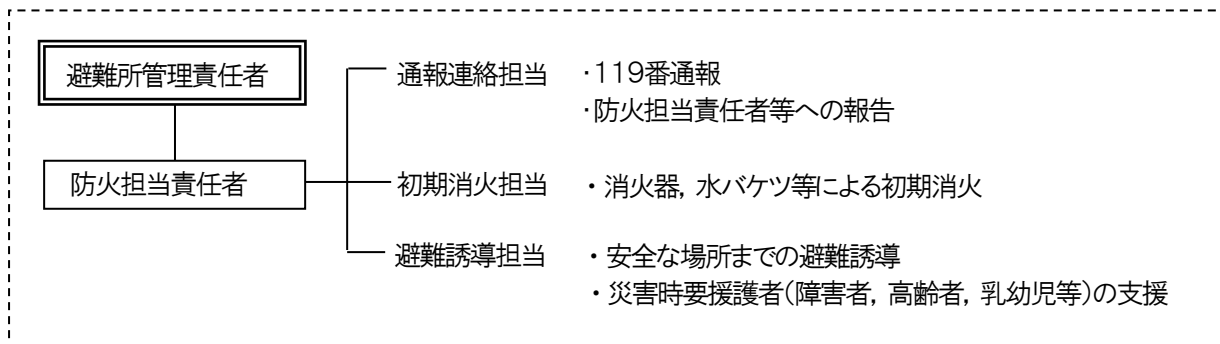 避難所管理責任者
通報連絡担当 ・119番通報
・防火担当責任者等への報告
防火担当責任者
初期消火担当 ・消火器,水バケツ等による初期消火
避難誘導担当 ・安全な場所までの避難誘導
・災害時要援護者(障害者,高齢者,乳幼児等)の支援